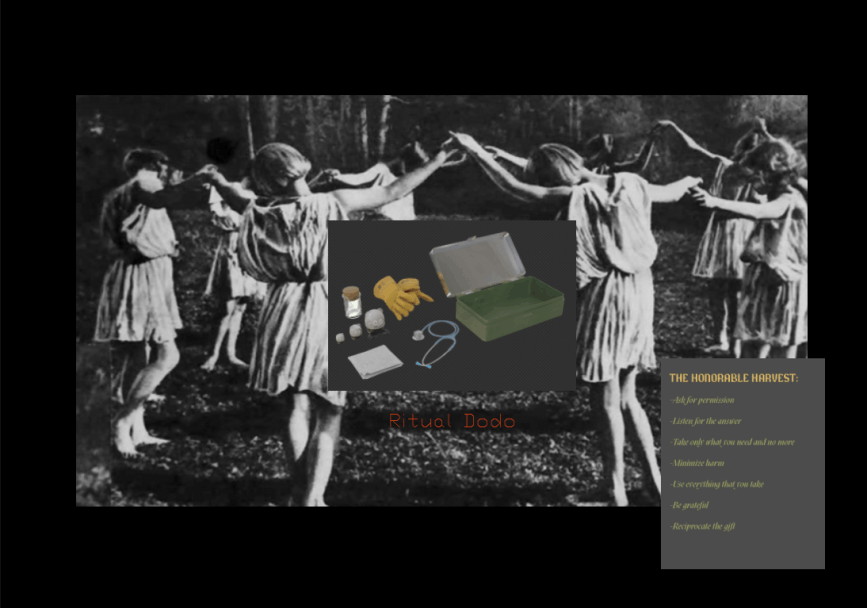 Ritual Dodo
THE HONORABLE HARVEST:
-Ask for permission
-Listen for the answer
-Take only what you need and no more
-Minimize harm
-Use everything that you take
-Be grateful
-Reciprocate the gift